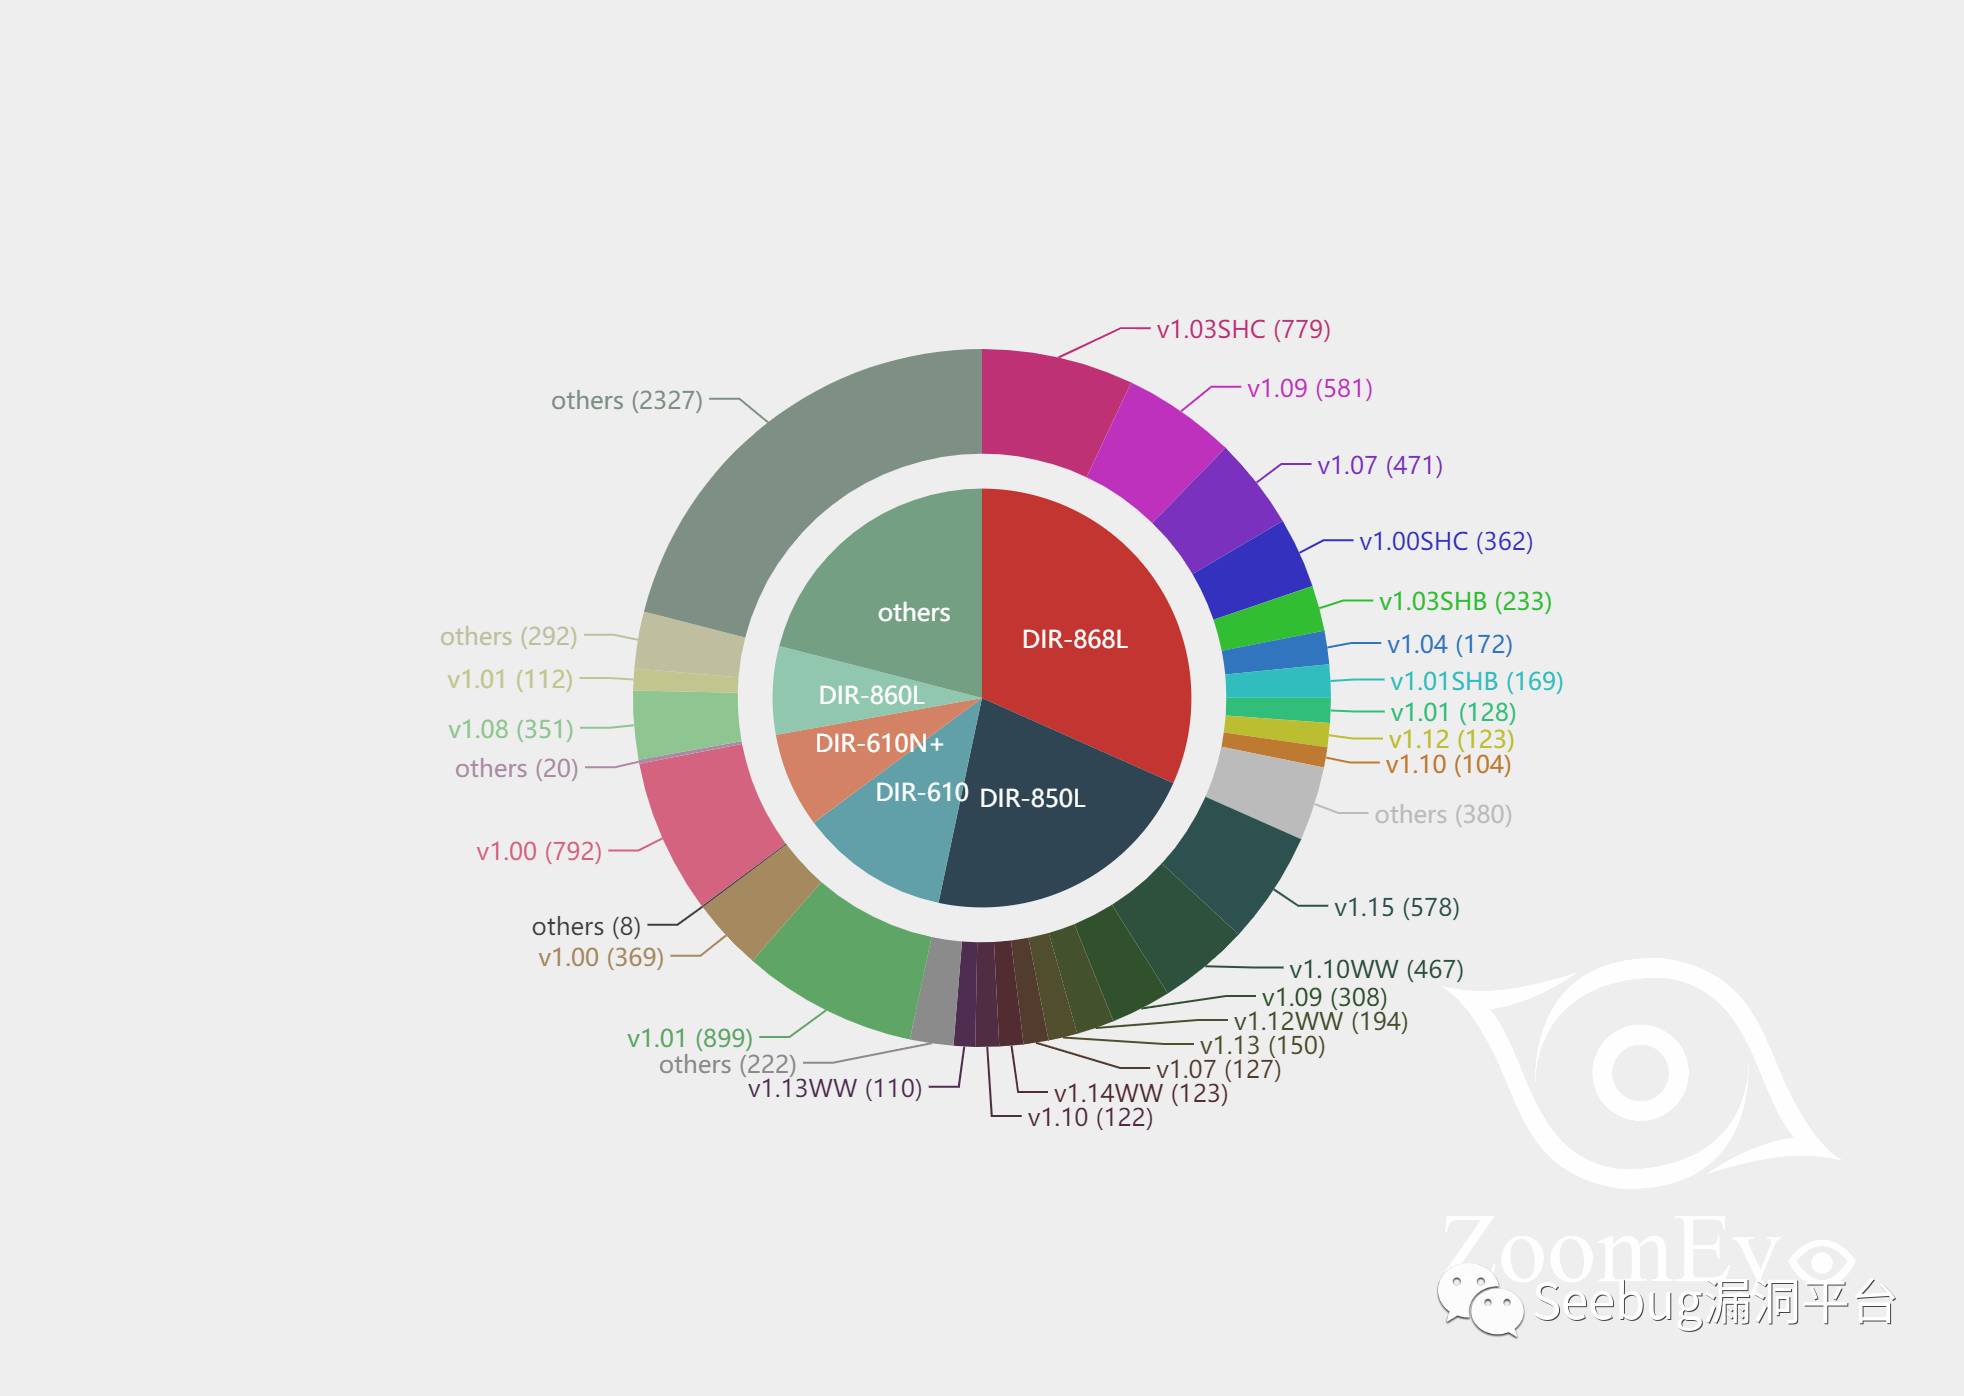 v1.03SHC (779)
v1.09 (581)
v1.07 (471)
v1.00SHC (362)
v1.03SHB (233)
v1.04 (172)
v1.01SHB (169)
v1.01 (128)
v1.12 (123)
v1.10 (104)
others (380)
v1.15 (578)
v1.10WW (467)
v1.09 (308)
v1.12WW (194)
v1.13 (150)
v1.07 (127)
v1.14WW (123)
v1.10 (122)
v1.13WW (110)
others (222)
v1.01 (899)
v1.00 (369)
others (8)
v1.00 (792)
others (20)
v1.08 (351)
v1.01 (112)
others (292)
others (2327)
others
DIR-868L
DIR-860L
DIR-610N+
DIR-610
DIR-850L
ZoomEy
Seebug漏洞平台